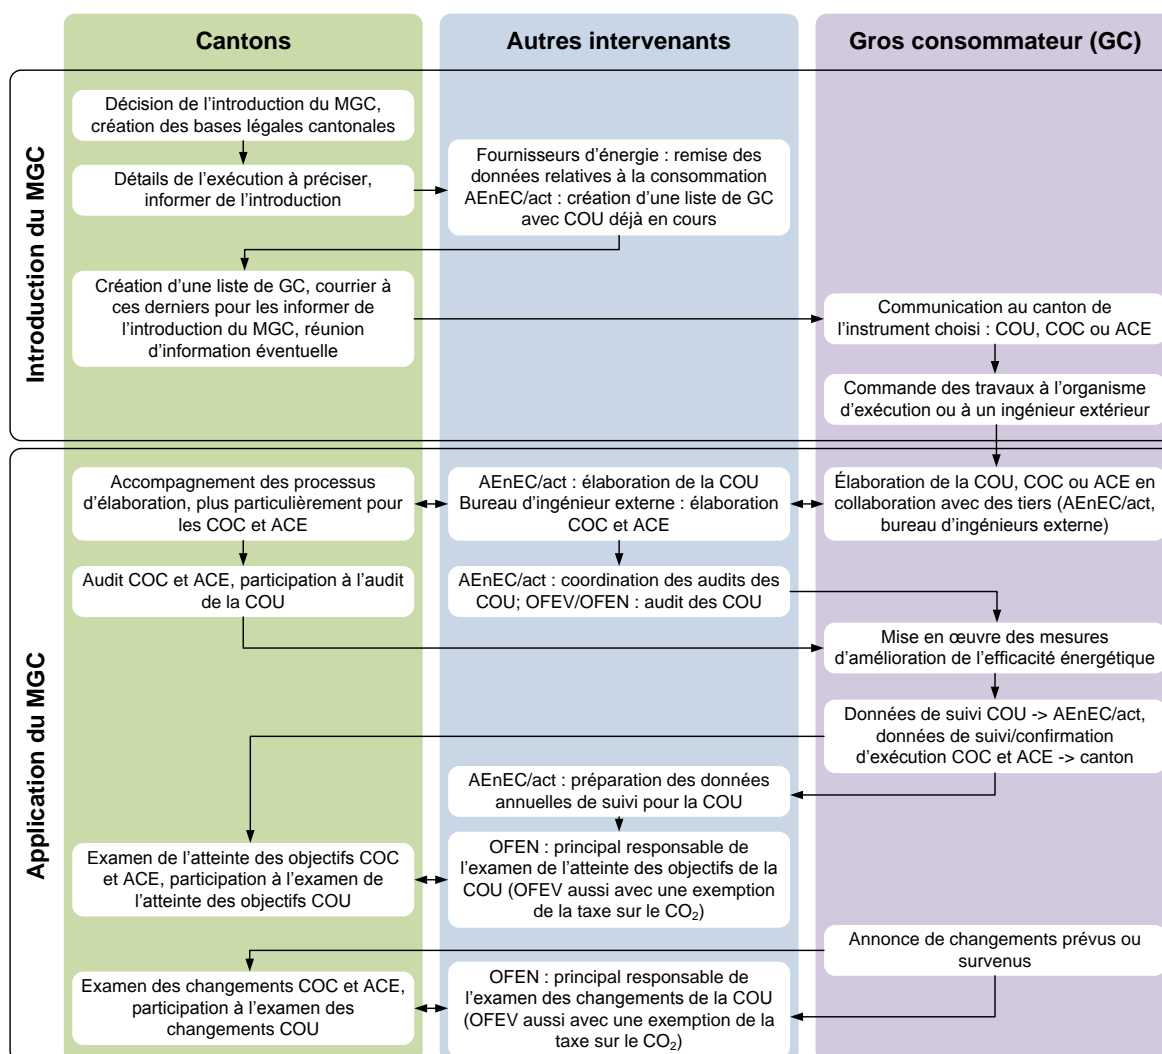 Cantons
Autres intervenants
Gros consommateur (GC)
Introduction du MGC
Décision de l’introduction du MGC,
création des bases légales cantonales
Détails de l’exécution à préciser,
informer de l’introduction
Fournisseurs d’énergie : remise des
données relatives à la consommation
AEnEC/act : création d’une liste de GC
avec COU déjà en cours
Création d’une liste de GC, courrier à
ces derniers pour les informer de
l’introduction du MGC, réunion
d’information éventuelle
Communication au canton de
l’instrument choisi : COU, COC ou ACE
Commande des travaux à l’organisme
d’exécution ou à un ingénieur extérieur
Application du MGC
Accompagnement des processus
d’élaboration, plus particulièrement pour
les COC et ACE
AEnEC/act : élaboration de la COU
Bureau d’ingénieur externe : élaboration
COC et ACE
Élaboration de la COU, COC ou ACE en
collaboration avec des tiers (AEnEC/act,
bureau d’ingénieurs externe)
Audit COC et ACE, participation à l’audit
de la COU
AEnEC/act : coordination des audits des
COU; OFEV/OFEN : audit des COU
Mise en œuvre des mesures
d’amélioration de l’efficacité énergétique
Données de suivi COU -> AEnEC/act,
données de suivi/confirmation
d’exécution COC et ACE -> canton
AEnEC/act : préparation des données
annuelles de suivi pour la COU
Examen de l’atteinte des objectifs COC
et ACE, participation à l’examen de
l’atteinte des objectifs COU
OFEN : principal responsable de
l’examen de l’atteinte des objectifs de la
COU (OFEV aussi avec une exemption
de la taxe sur le CO₂)
Annonce de changements prévus ou
survenus
Examen des changements COC et ACE,
participation à l’examen des
changements COU
OFEN : principal responsable de
l’examen des changements de la COU
(OFEV aussi avec une exemption de la
taxe sur le CO₂)